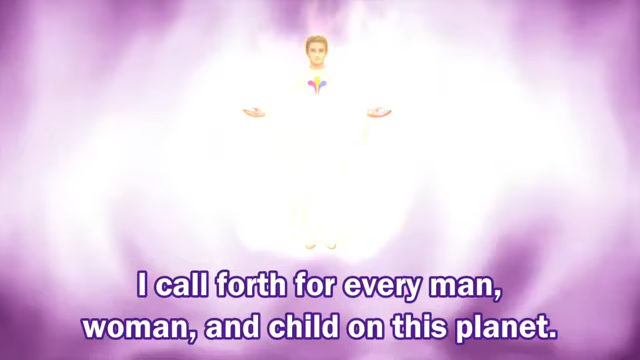 I call forth for every man,
woman, and child on this planet.